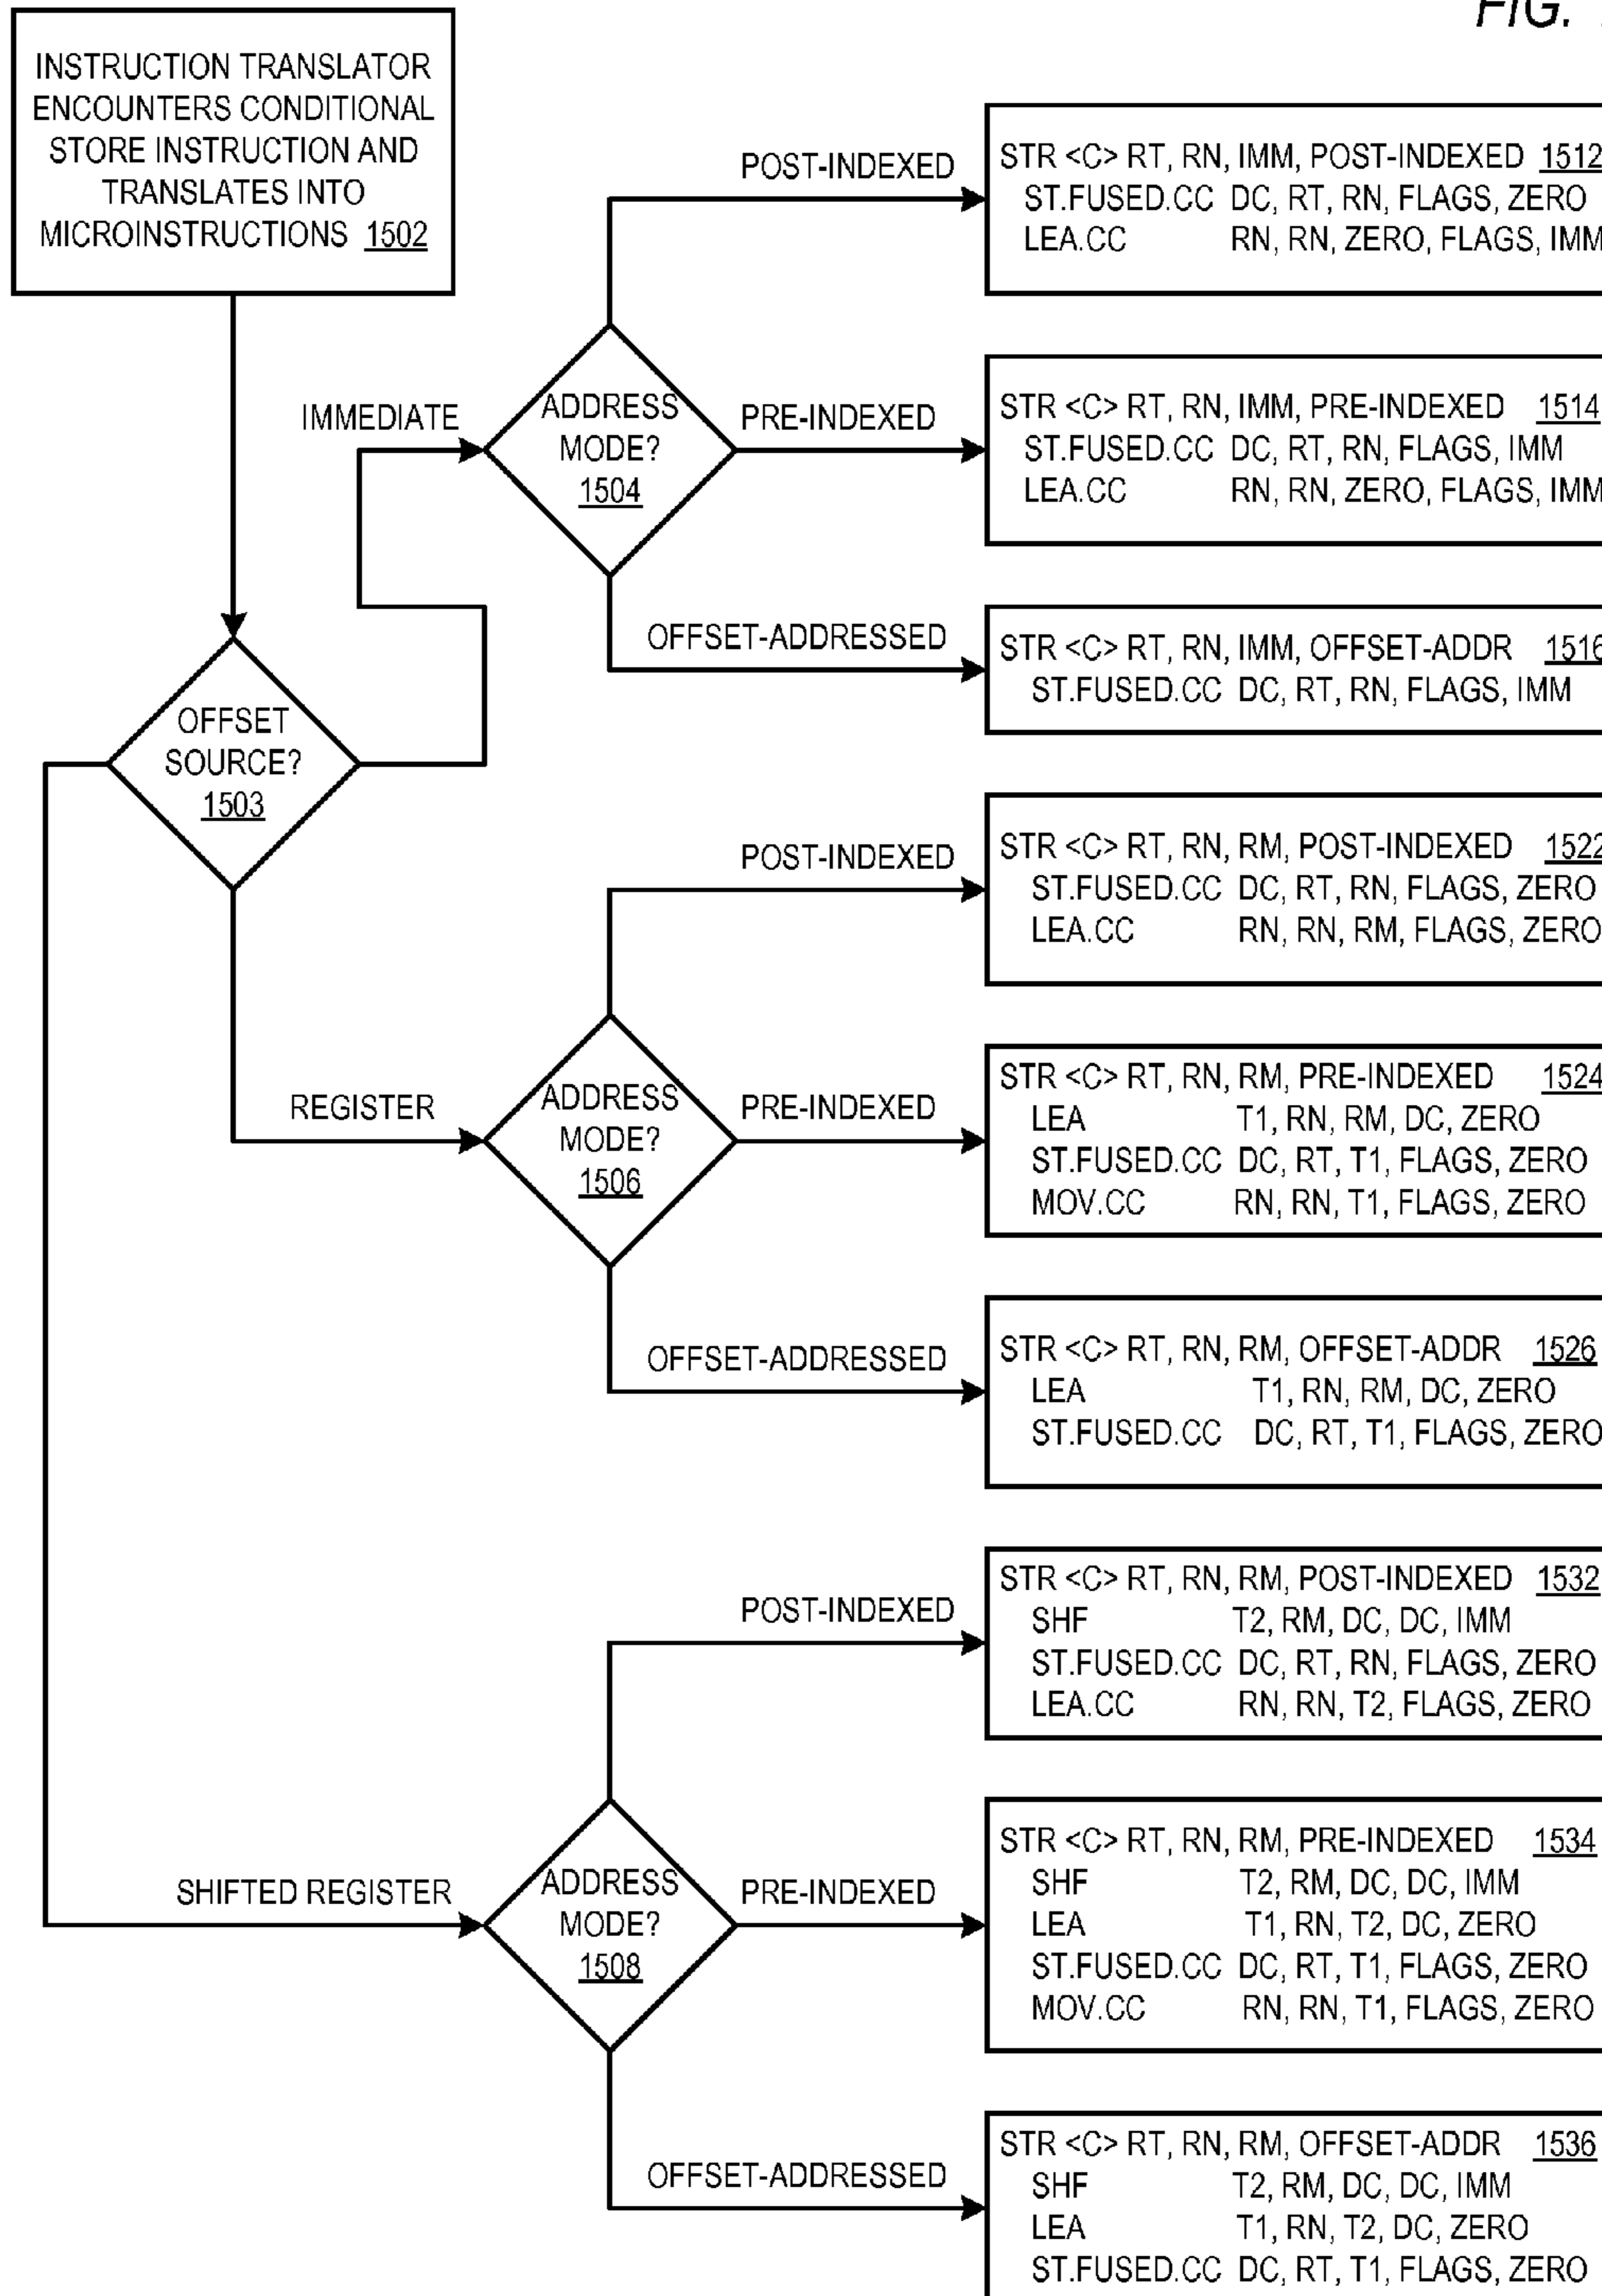 FIG.
INSTRUCTION TRANSLATOR
ENCOUNTERS CONDITIONAL
STORE INSTRUCTION AND
TRANSLATES INTO
MICROINSTRUCTIONS 1502
OFFSET
SOURCE?
1503
IMMEDIATE
ADDRESS
MODE?
1504
POST-INDEXED
STR <C> RT, RN, IMM, POST-INDEXED 1512
ST.FUSED.CC DC, RT, RN, FLAGS, ZERO
LEA.CC RN, RN, ZERO, FLAGS, IMM
PRE-INDEXED
STR <C> RT, RN, IMM, PRE-INDEXED 1514
ST.FUSED.CC DC, RT, RN, FLAGS, IMM
LEA.CC RN, RN, ZERO, FLAGS, IMM
OFFSET-ADDRESSED
STR <C> RT, RN, IMM, OFFSET-ADDR 1516
ST.FUSED.CC DC, RT, RN, FLAGS, IMM
REGISTER
ADDRESS
MODE?
1506
POST-INDEXED
STR <C> RT, RN, RM, POST-INDEXED 1522
ST.FUSED.CC DC, RT, RN, FLAGS, ZERO
LEA.CC RN, RN, RM, FLAGS, ZERO
PRE-INDEXED
STR <C> RT, RN, RM, PRE-INDEXED 1524
LEA T1, RN, RM, DC, ZERO
ST.FUSED.CC DC, RT, T1, FLAGS, ZERO
MOV.CC RN, RN, T1, FLAGS, ZERO
OFFSET-ADDRESSED
STR <C> RT, RN, RM, OFFSET-ADDR 1526
LEA T1, RN, RM, DC, ZERO
ST.FUSED.CC DC, RT, T1, FLAGS, ZERO
SHIFTED REGISTER
ADDRESS
MODE?
1508
POST-INDEXED
STR <C> RT, RN, RM, POST-INDEXED 1532
SHF T2, RM, DC, DC, IMM
ST.FUSED.CC DC, RT, RN, FLAGS, ZERO
LEA.CC RN, RN, T2, FLAGS, ZERO
PRE-INDEXED
STR <C> RT, RN, RM, PRE-INDEXED 1534
SHF T2, RM, DC, DC, IMM
LEA T1, RN, T2, DC, ZERO
ST.FUSED.CC DC, RT, T1, FLAGS, ZERO
MOV.CC RN, RN, T1, FLAGS, ZERO
OFFSET-ADDRESSED
STR <C> RT, RN, RM, OFFSET-ADDR 1536
SHF T2, RM, DC, DC, IMM
LEA T1, RN, T2, DC, ZERO
ST.FUSED.CC DC, RT, T1, FLAGS, ZERO